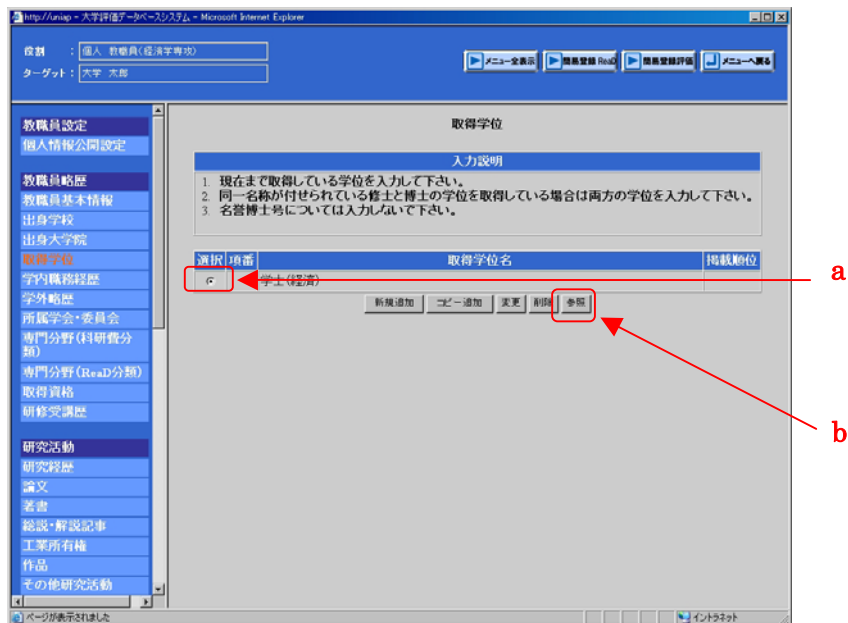 http://uniap - 大学評価データベースシステム - Microsoft Internet Explorer
役割 : 個人 教職員(経済学専攻)
ターゲット : 大学 太郎
メニュー全表示 簡易登録 ReaD 簡易登録評価 メニューへ戻る
教職員設定
個人情報公開設定
教職員略歴
教職員基本情報
出身学校
出身大学院
取得学位
学内職務経歴
学外略歴
所属学会・委員会
専門分野(科研費分
類)
専門分野(ReaD分類)
取得資格
研修受講歴
研究活動
研究経歴
論文
著書
総説・解説記事
工業所有権
作品
その他研究活動
取得学位
入力説明
1. 現在まで取得している学位を入力して下さい。
2. 同一名称が付せられている修士と博士の学位を取得している場合は両方の学位を入力して下さい。
3. 名誉博士号については入力しないで下さい。
選択 項番 取得学位名 掲載順位
学士(経済)
新規追加 コピー追加 変更 削除 参照
a
b
ページが表示されました イントラネット